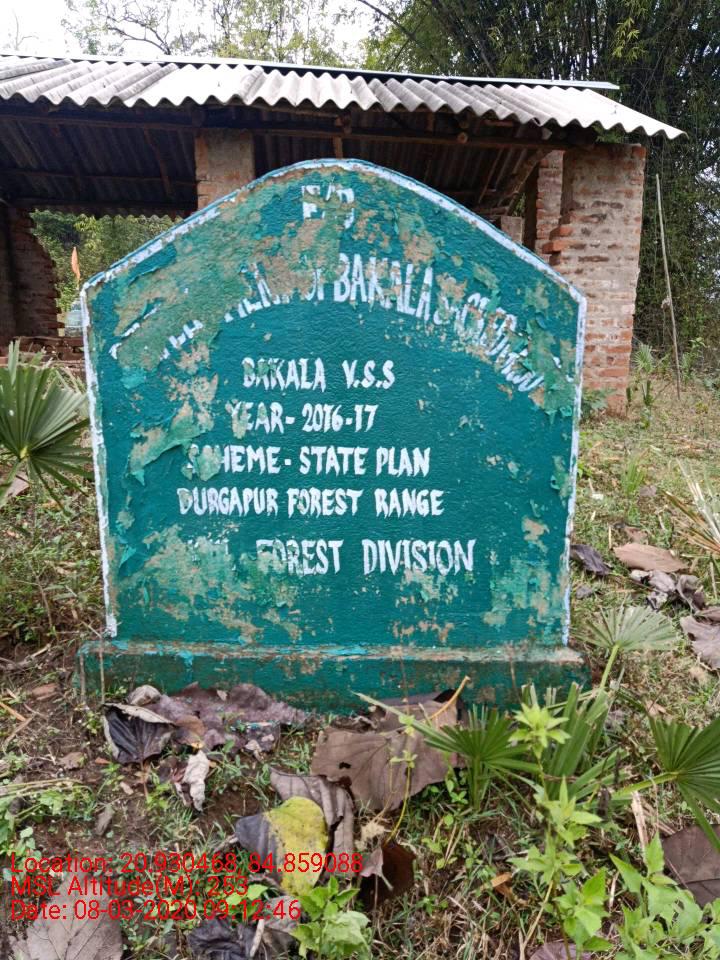 BAKALA
BAKALA V.S.S
YEAR-2016-17
SCHEME-STATE PLAN
DURGAPUR FOREST RANGE
FOREST DIVISION
Location: 20.930468, 84.859088
MSL Altitude(M): 253
Date: 08-03-2020 09:12:46